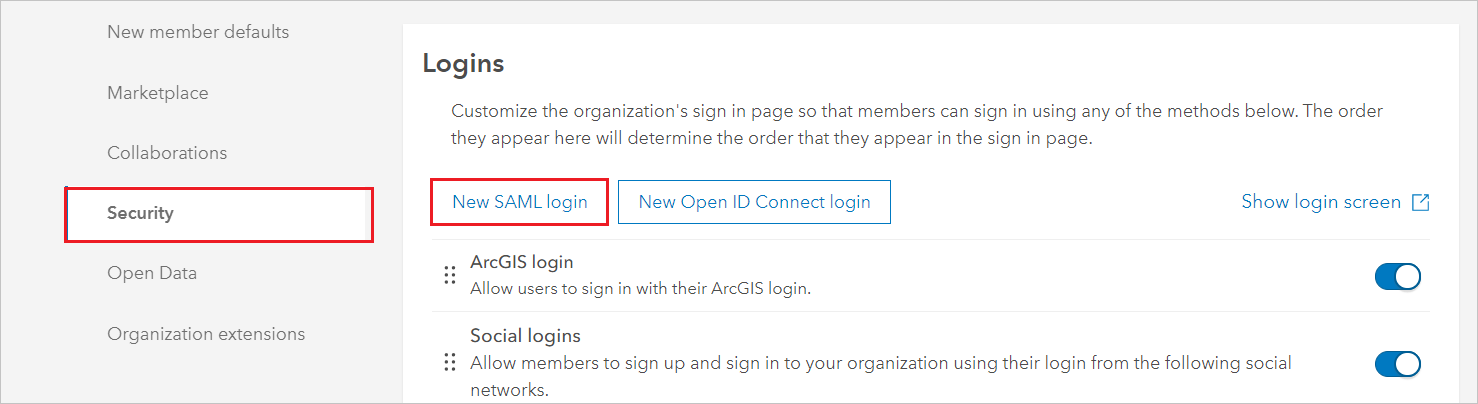 New member defaults
Marketplace
Collaborations
Security
Open Data
Organization extensions
Logins
Customize the organization's sign in page so that members can sign in using any of the methods below. The order
they appear here will determine the order that they appear in the sign in page.
New SAML login
New Open ID Connect login
Show login screen
ArcGIS login
Allow users to sign in with their ArcGIS login.
Social logins
Allow members to sign up and sign in to your organization using their login from the following social
networks.